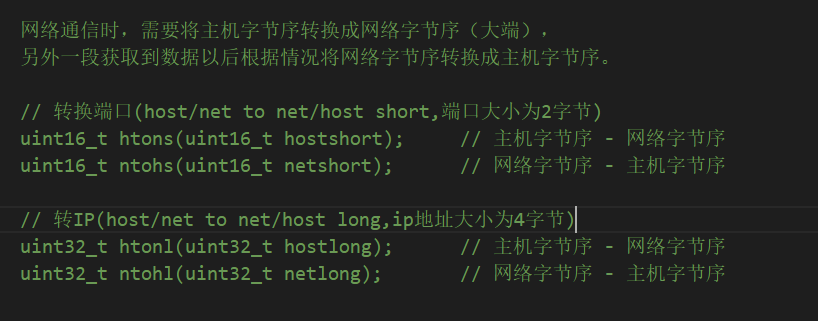 网络通信时，需要将主机字节序转换成网络字节序（大端），
另外一段获取到数据以后根据情况将网络字节序转换成主机字节序。
// 转换端口(host/net to net/host short,端口大小为2字节)
uint16_t htons(uint16_t hostshort); // 主机字节序 - 网络字节序
uint16_t ntohs(uint16_t netshort); // 网络字节序 - 主机字节序
// 转IP(host/net to net/host long,ip地址大小为4字节)
uint32_t htonl(uint32_t hostlong); // 主机字节序 - 网络字节序
uint32_t ntohl(uint32_t netlong); // 网络字节序 - 主机字节序